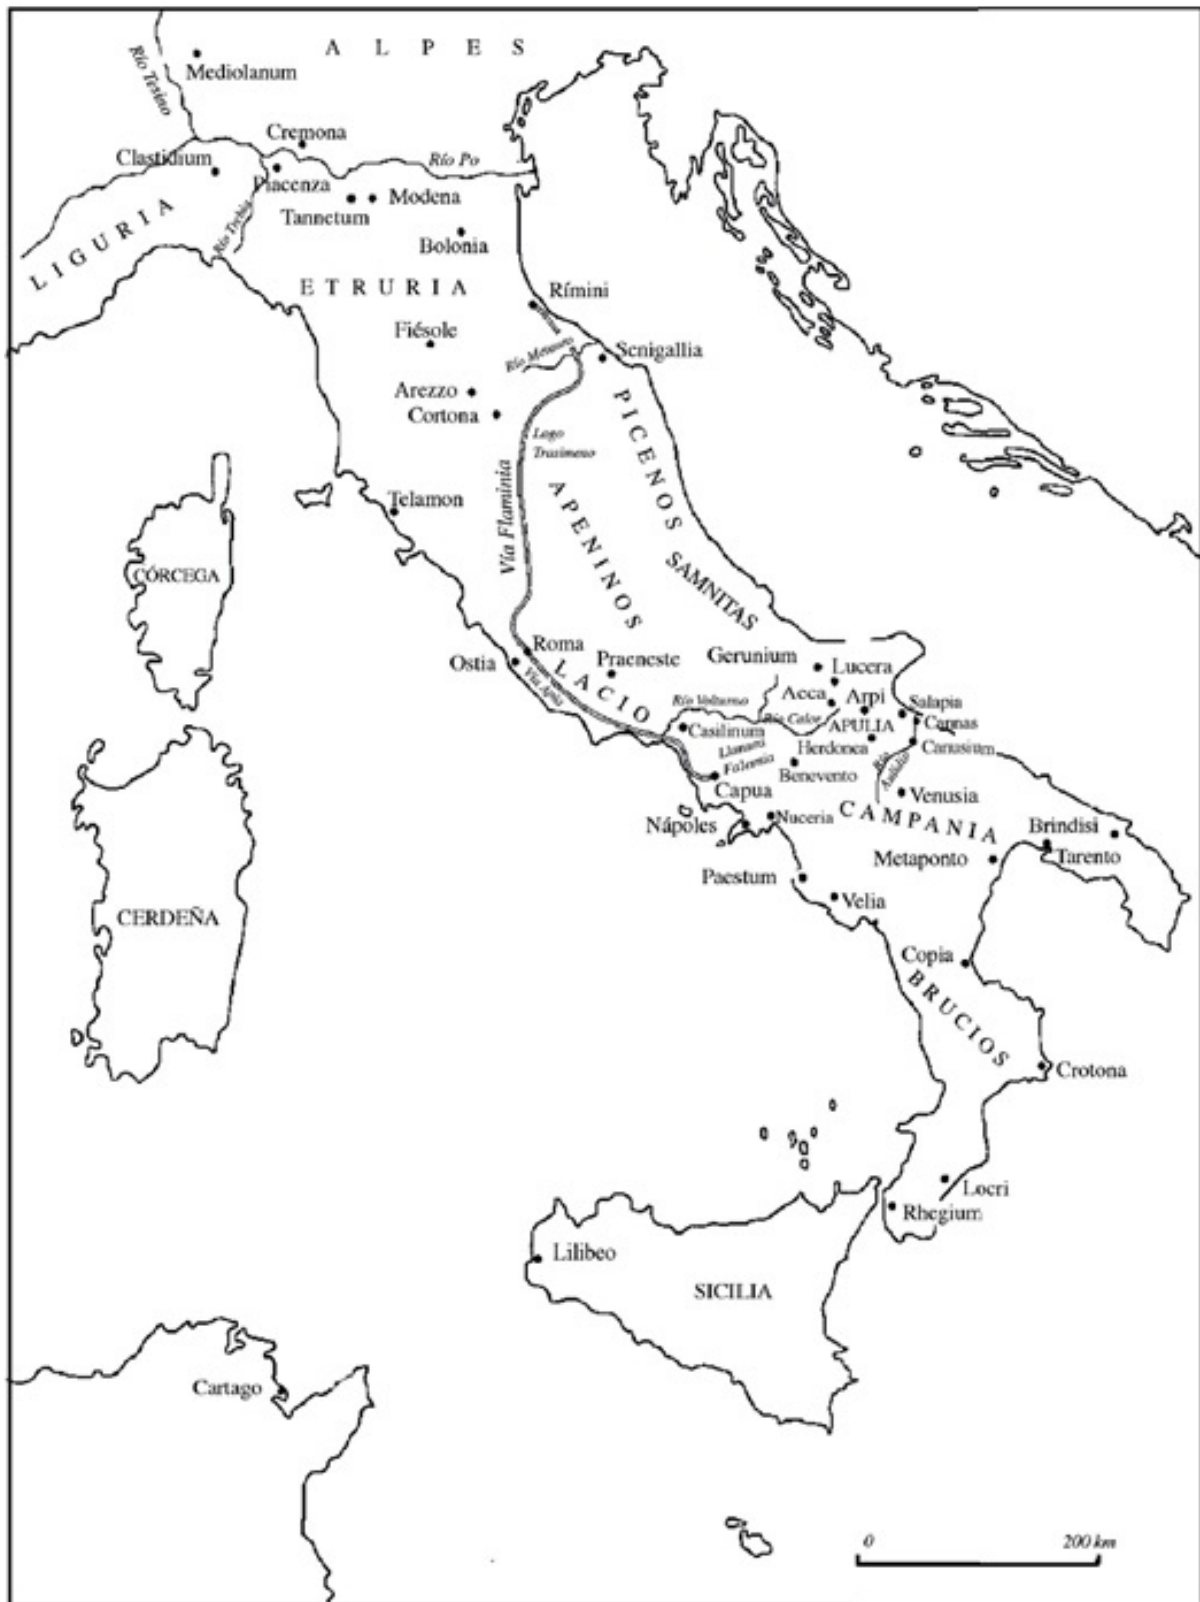 ALPES
Río Tesino
Mediolanum
Cremona
Clastidium
Río Po
Piacenza
Modena
Tannetum
Río Trebia
LIGURIA
Bolonia
ETRURIA
Rímini
Fiésole
Río Metauro
Senigallia
Arezzo
Cortona
Lago
Trasimeno
PICENOS
Vía Flaminia
APENINOS
Telamon
SAMNITAS
CÓRCEGA
Roma
Ostia
Praeneste
Gerunium
Lucera
LACIO
Vía Apia
Río Volturno
Acca
Arpi
Salapia
Río Calor
APULIA
Cannas
Casilinum
Llanura
Falernia
Herdonea
Canusium
Benevento
Río
Aufidio
Capua
Venusia
Nápoles
Nuceria
CAMPANIA
Brindisi
Metaponto
Tarento
Paestum
Velia
CERDEÑA
Copia
BRUCIOS
Crotona
Locri
Rhegium
Lilibeo
SICILIA
Cartago
0 200 km